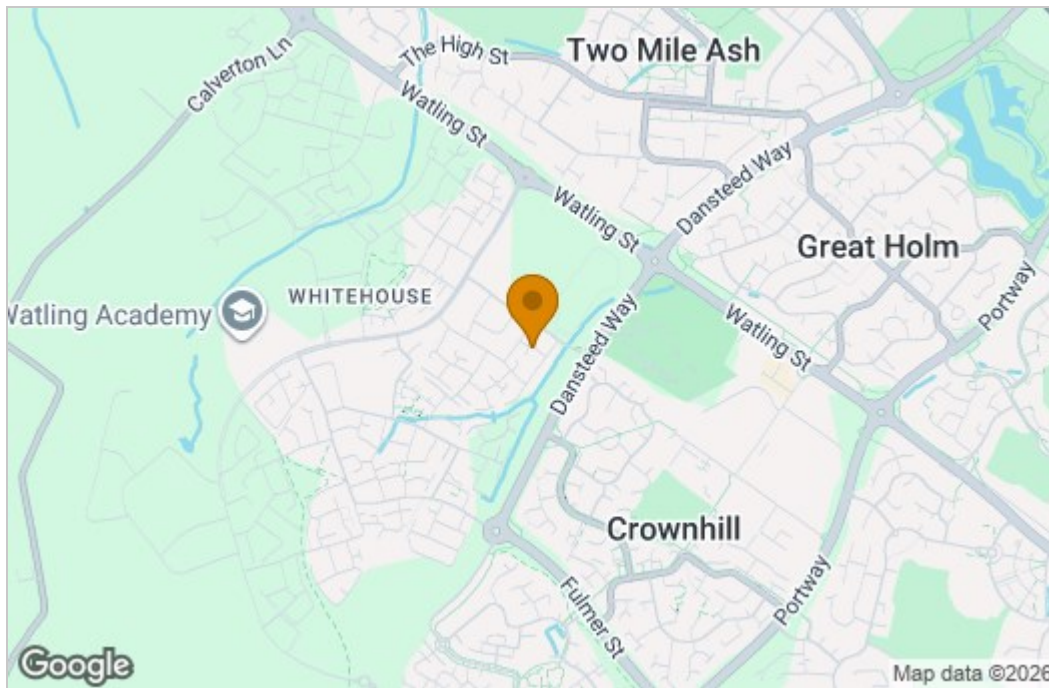 Two Mile Ash
Calverton Ln
The High St
Watling St
Dansteed Way
Watling St
Great Holm
Portway
WHITEHOUSE
Watling Academy
Watling St
Dansteed Way
Crownhill
Portway
Fulmer St
Google
Map data ©2026